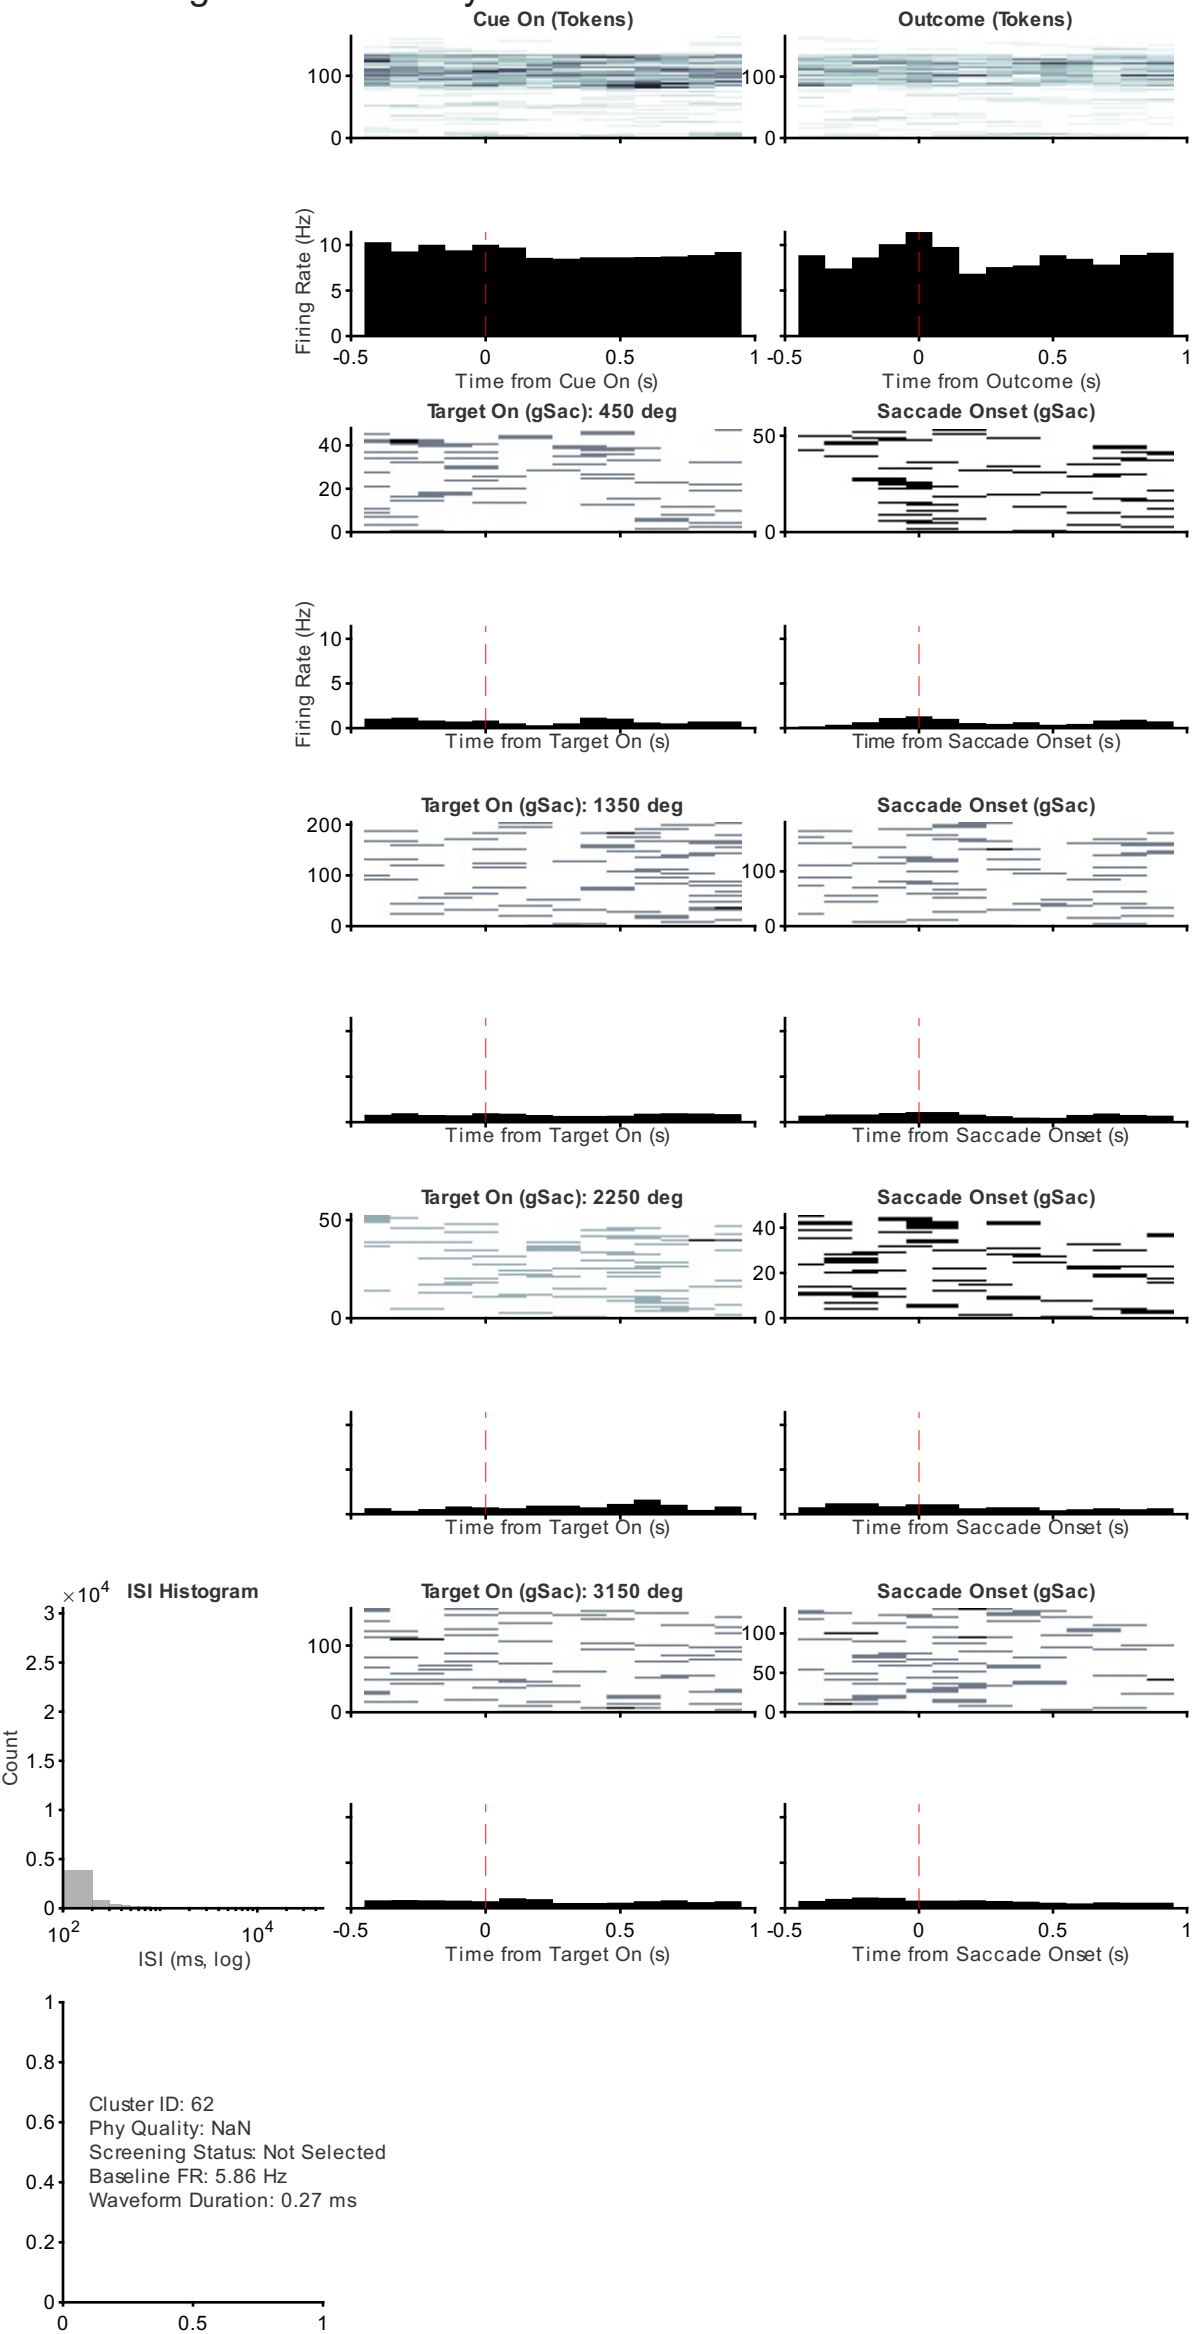 Cue On (Tokens)
Outcome (Tokens)
100
0
100
0
Firing Rate (Hz)
10
5
0
-0.5 0 0.5 1
Time from Cue On (s)
-0.5 0 0.5 1
Time from Outcome (s)
Target On (gSac): 450 deg
Saccade Onset (gSac)
40
20
0
50
0
Firing Rate (Hz)
10
5
0
Time from Target On (s)
Time from Saccade Onset (s)
Target On (gSac): 1350 deg
Saccade Onset (gSac)
200
100
0
100
0
Time from Target On (s)
Time from Saccade Onset (s)
Target On (gSac): 2250 deg
Saccade Onset (gSac)
50
0
40
20
0
Time from Target On (s)
Time from Saccade Onset (s)
×10⁴ ISI Histogram
Target On (gSac): 3150 deg
Saccade Onset (gSac)
3
2.5
2
1.5
1
0.5
0
Count
10² 10⁴
ISI (ms, log)
100
0
100
50
0
-0.5 0 0.5 1
Time from Target On (s)
-0.5 0 0.5 1
Time from Saccade Onset (s)
1
0.8
0.6
0.4
0.2
0
Cluster ID: 62
Phy Quality: NaN
Screening Status: Not Selected
Baseline FR: 5.86 Hz
Waveform Duration: 0.27 ms
0 0.5 1